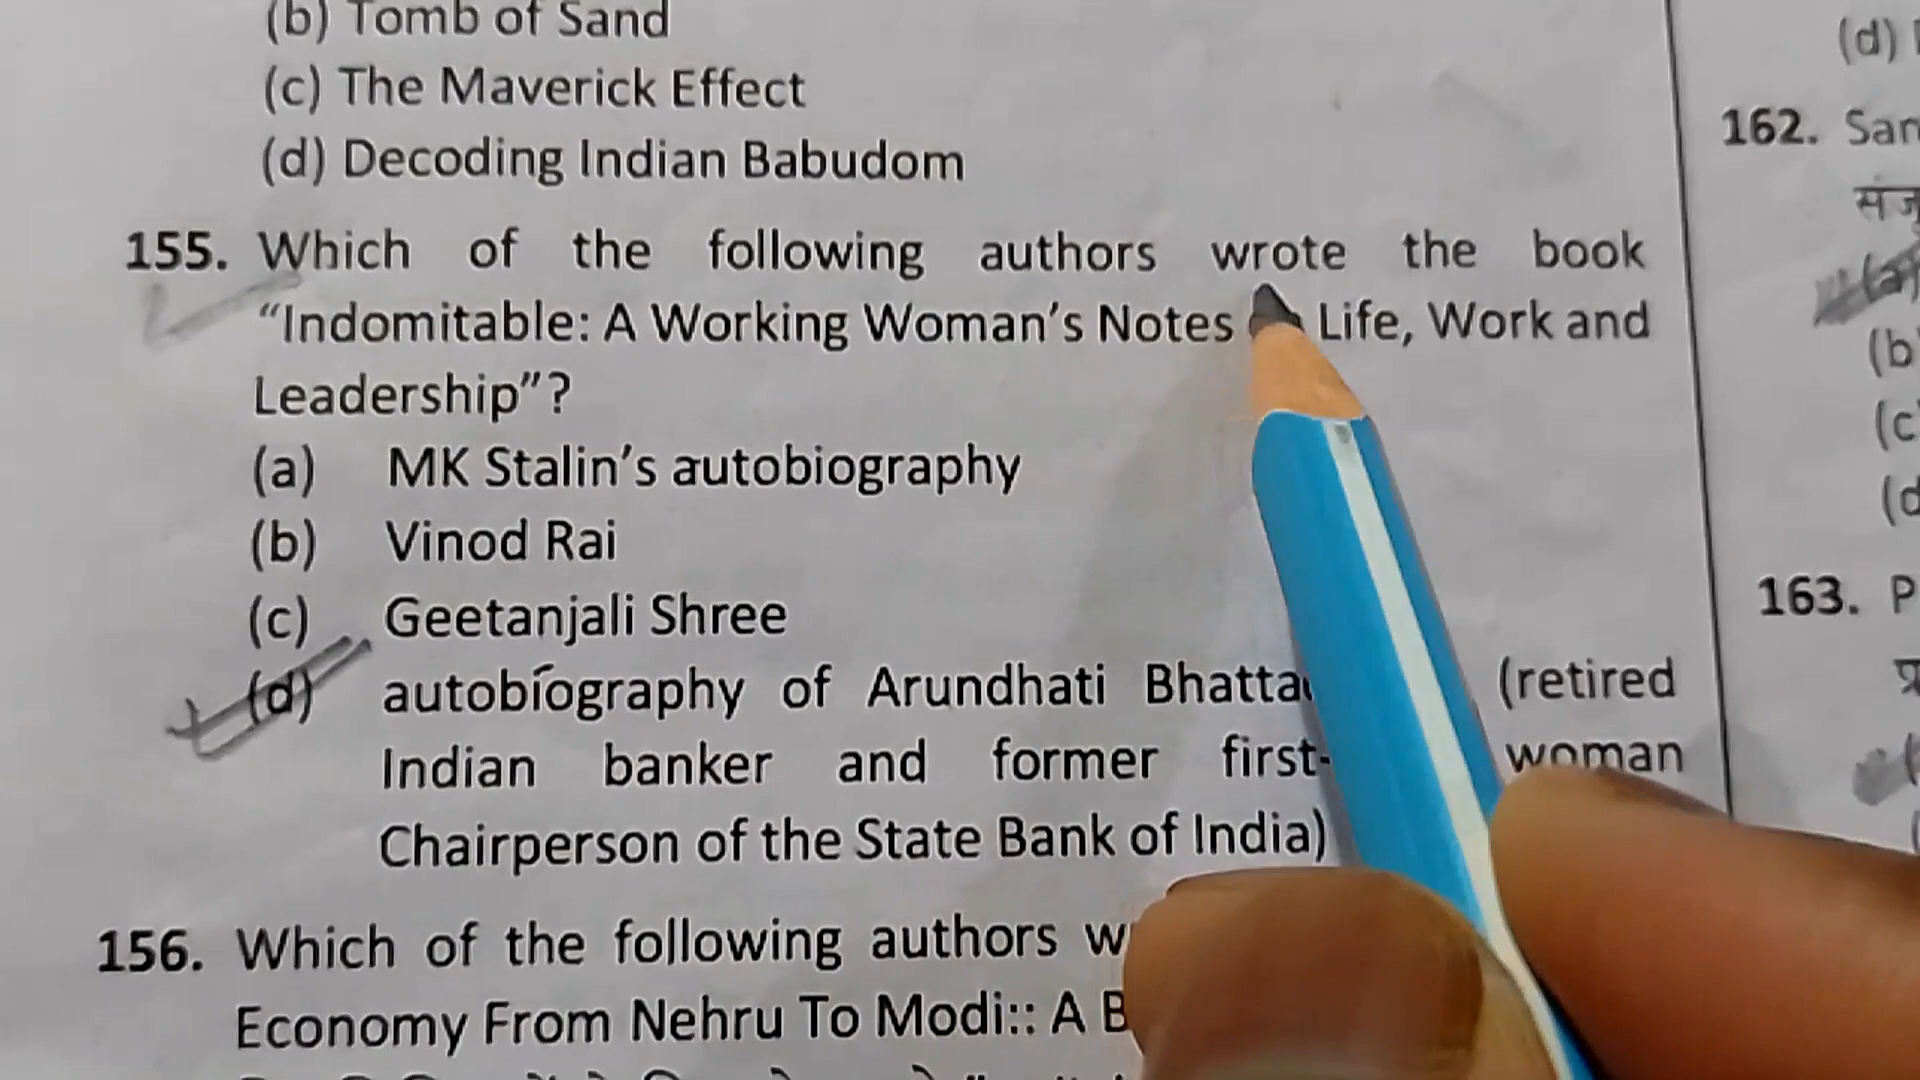 (b) Tomb of Sand
(c) The Maverick Effect
(d) Decoding Indian Babudom
155. Which of the following authors wrote the book
“Indomitable: A Working Woman’s Notes Life, Work and
Leadership”?
(a) MK Stalin’s autobiography
(b) Vinod Rai
(c) Geetanjali Shree
(d) autobiography of Arundhati (retired
Indian banker and former first- woman
Chairperson of the State Bank of India)
156. Which of the following authors
Economy From Nehru To Modi:: A
(d)
162.
(a)
(b)
(c)
(d
163.